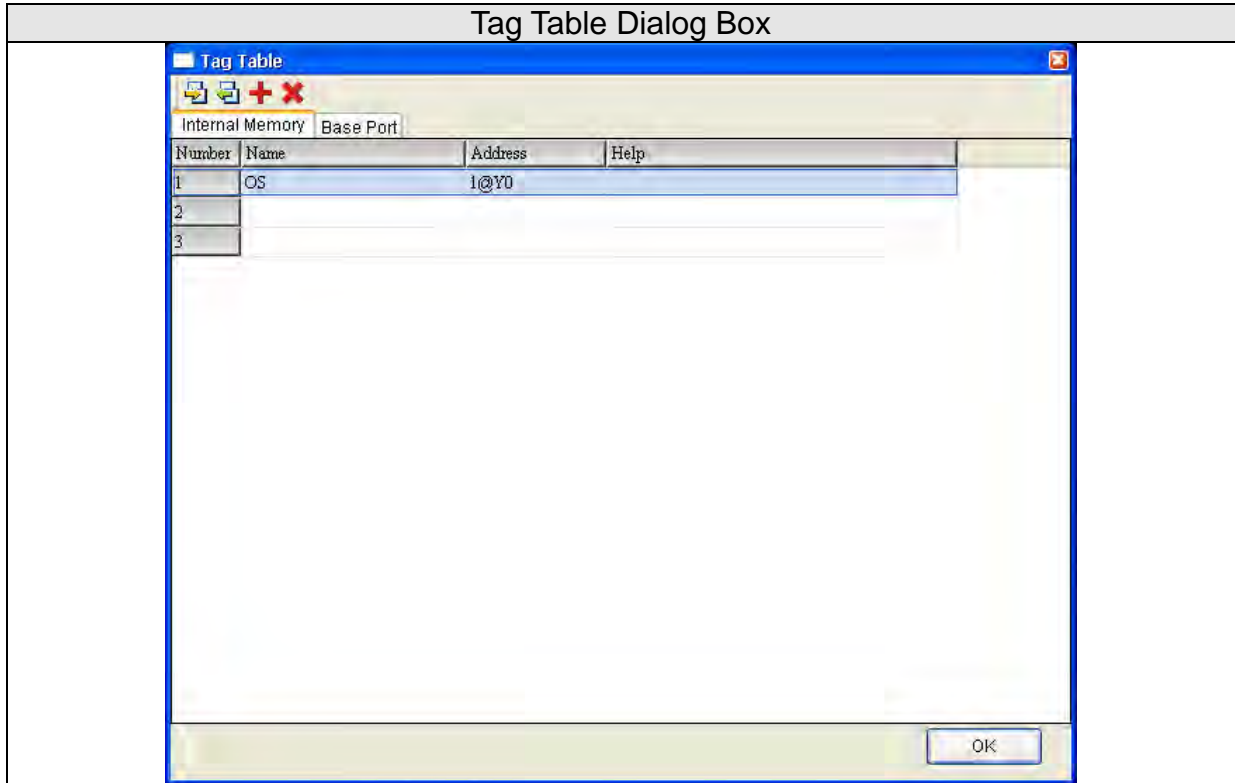 Tag Table Dialog Box
Tag Table
Internal Memory Base Port
Number Name Address Help
1 OS 1@Y0
2
3
OK